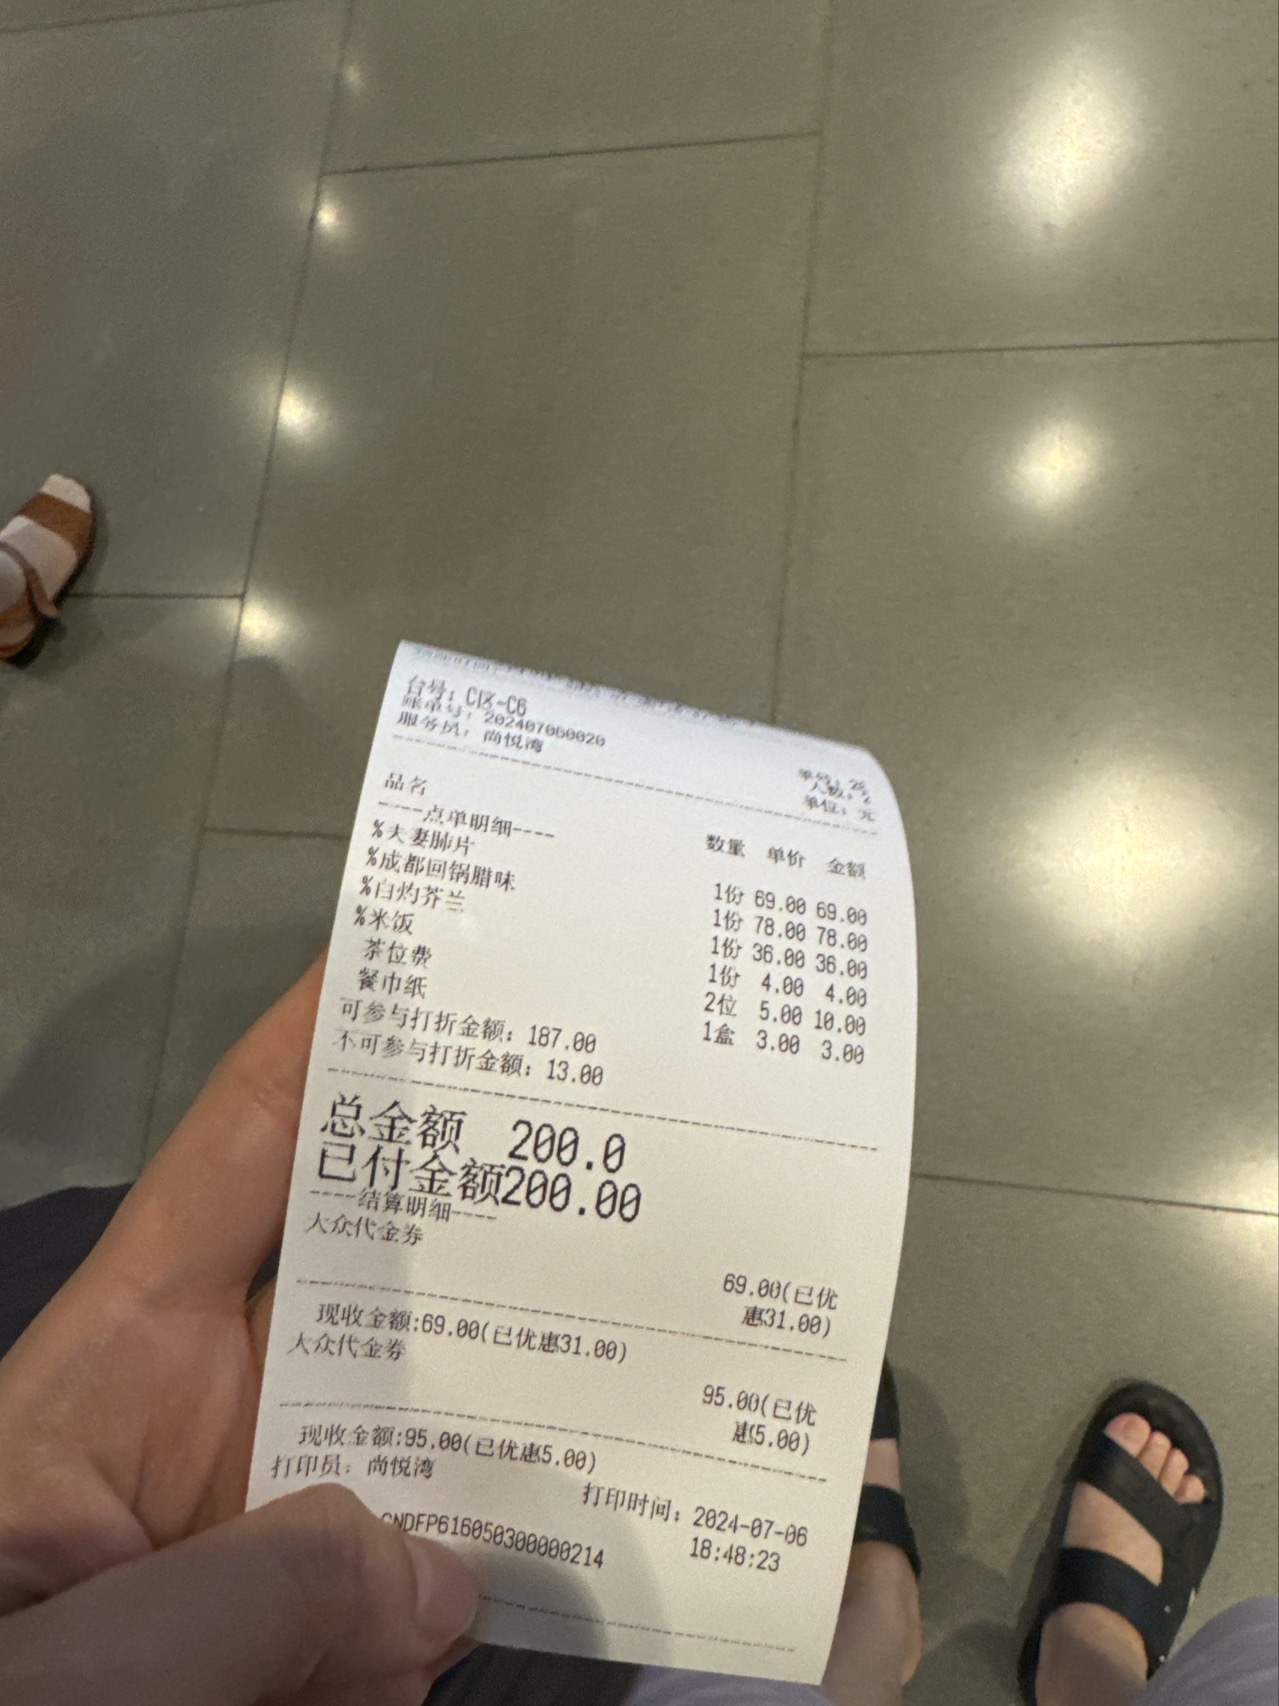 台号：C区-C6
账单号：202407060020
服务员：尚悦湾
人数：2
单位：元
品名 数量 单价 金额
----点单明细----
%夫妻肺片 1份 69.00 69.00
%成都回锅腊味 1份 78.00 78.00
%白灼芥兰 1份 36.00 36.00
%米饭 1份 4.00 4.00
茶位费 2位 5.00 10.00
餐巾纸 1盒 3.00 3.00
可参与打折金额：187.00
不可参与打折金额：13.00
总金额 200.0
已付金额200.00
----结算明细----
大众代金券
69.00(已优
惠31.00)
现收金额:69.00(已优惠31.00)
大众代金券
95.00(已优
惠5.00)
现收金额:95.00(已优惠5.00)
打印员：尚悦湾
打印时间：2024-07-06
18:48:23
CNDFP616050300000214